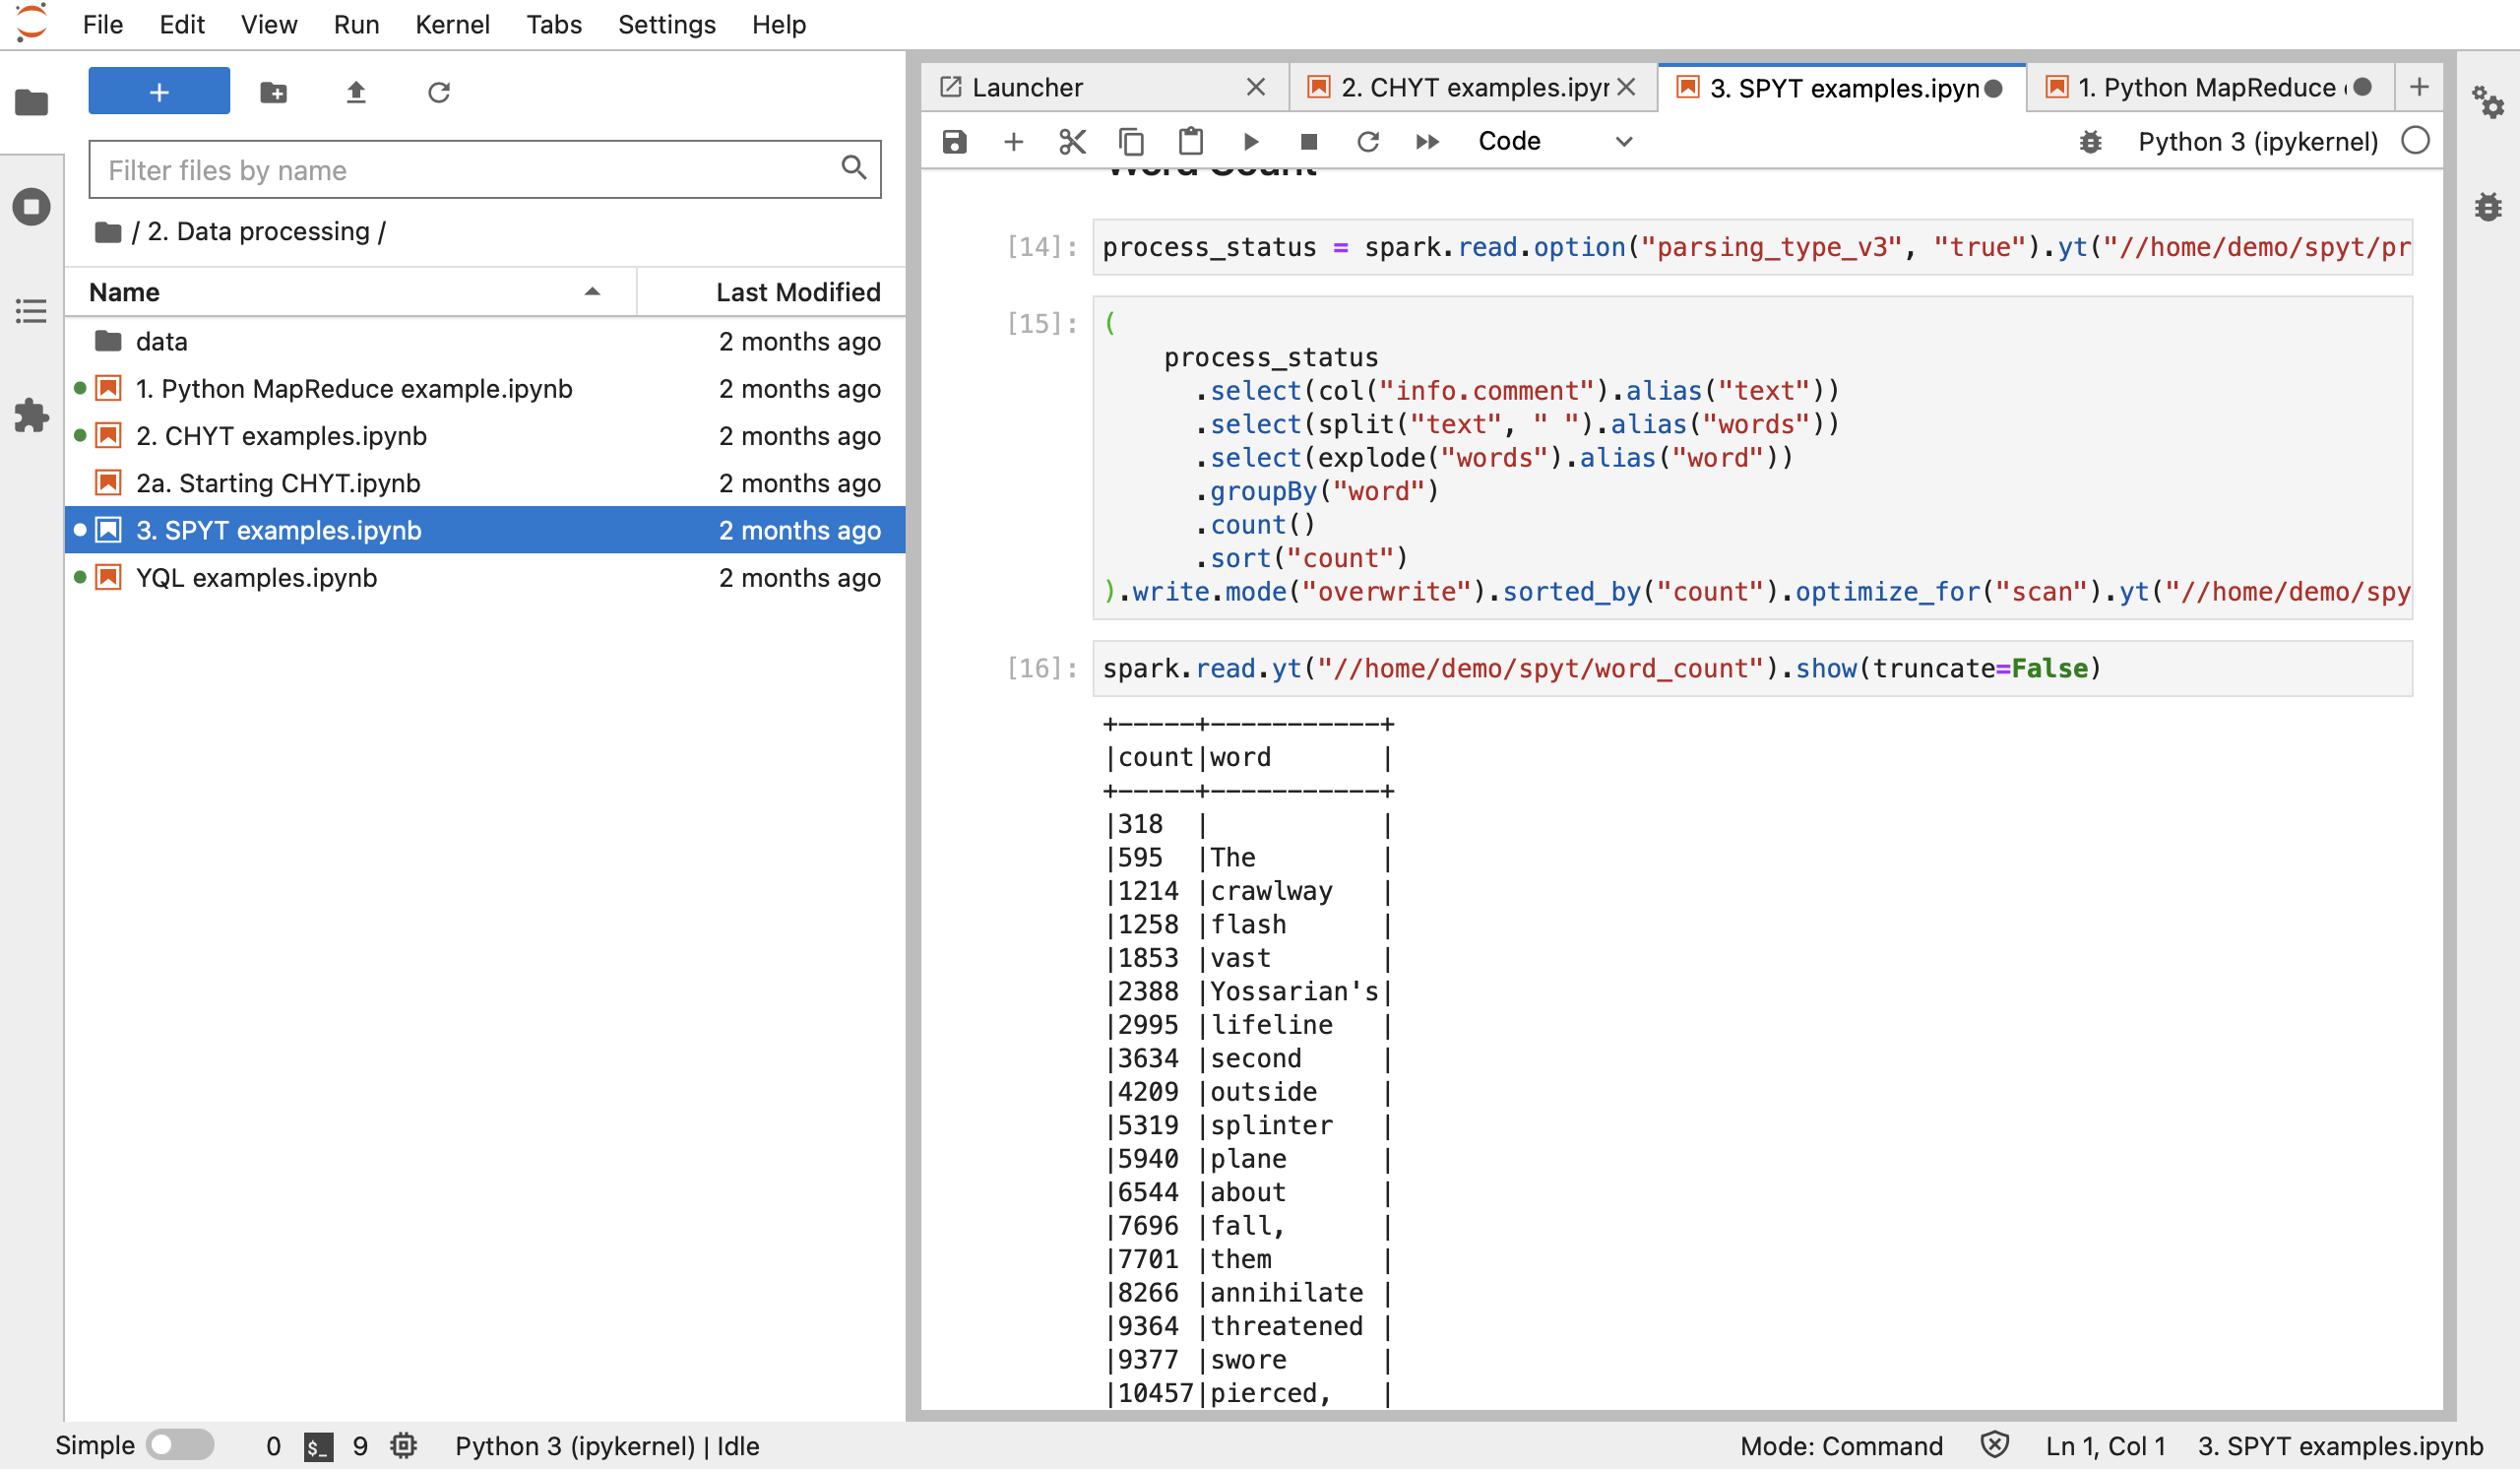 File Edit View Run Kernel Tabs Settings Help
Filter files by name
/ 2. Data processing /
Name Last Modified
data 2 months ago
1. Python MapReduce example.ipynb 2 months ago
2. CHYT examples.ipynb 2 months ago
2a. Starting CHYT.ipynb 2 months ago
3. SPYT examples.ipynb 2 months ago
YQL examples.ipynb 2 months ago
Launcher 2. CHYT examples.ipyr 3. SPYT examples.ipyn 1. Python MapReduce
Code Python 3 (ipykernel)
Word Count
[14]: process_status = spark.read.option("parsing_type_v3", "true").yt("//home/demo/spyt/pr
[15]: (
process_status
.select(col("info.comment").alias("text"))
.select(split("text", " ").alias("words"))
.select(explode("words").alias("word"))
.groupBy("word")
.count()
.sort("count")
).write.mode("overwrite").sorted_by("count").optimize_for("scan").yt("//home/demo/spy
[16]: spark.read.yt("//home/demo/spyt/word_count").show(truncate=False)
+-----+-----------+
|count|word       |
+-----+-----------+
|318  |           |
|595  |The        |
|1214 |crawlway   |
|1258 |flash      |
|1853 |vast       |
|2388 |Yossarian's|
|2995 |lifeline   |
|3634 |second     |
|4209 |outside    |
|5319 |splinter   |
|5940 |plane      |
|6544 |about      |
|7696 |fall,      |
|7701 |them       |
|8266 |annihilate |
|9364 |threatened |
|9377 |swore      |
|10457|pierced,   |
Simple 0 $_ 9 Python 3 (ipykernel) | Idle Mode: Command Ln 1, Col 1 3. SPYT examples.ipynb